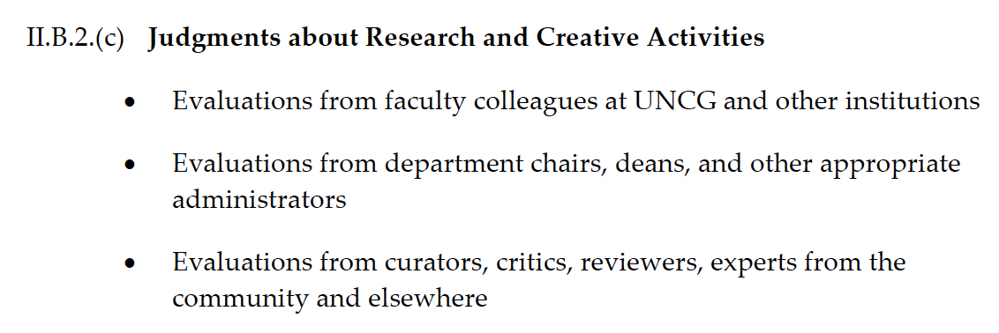 II.B.2.(c) Judgments about Research and Creative Activities
• Evaluations from faculty colleagues at UNCG and other institutions
• Evaluations from department chairs, deans, and other appropriate
administrators
• Evaluations from curators, critics, reviewers, experts from the
community and elsewhere